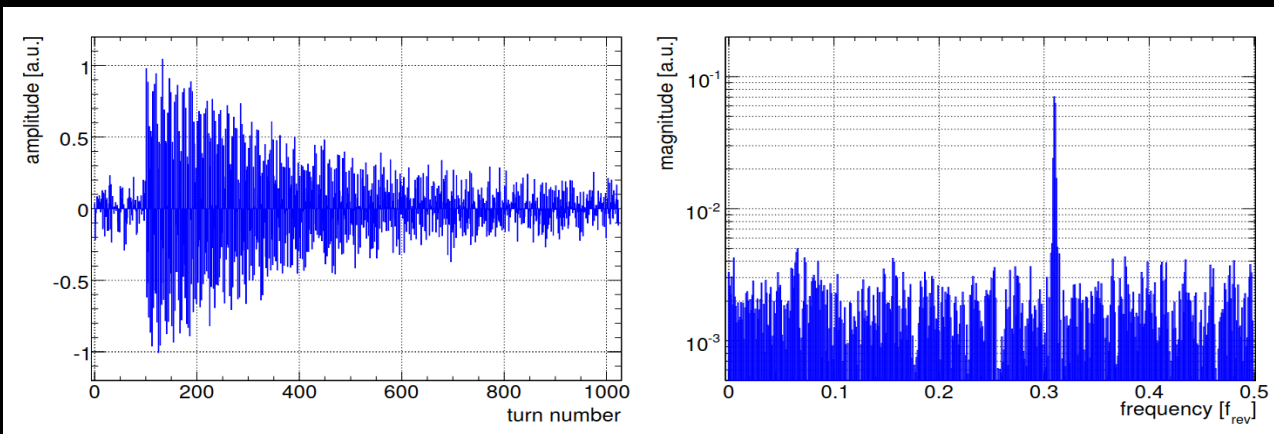 amplitude [a.u.]
1
0.5
0
-0.5
-1
0 200 400 600 800 1000
turn number
magnitude [a.u.]
10-1
10-2
10-3
0 0.1 0.2 0.3 0.4 0.5
frequency [frev]